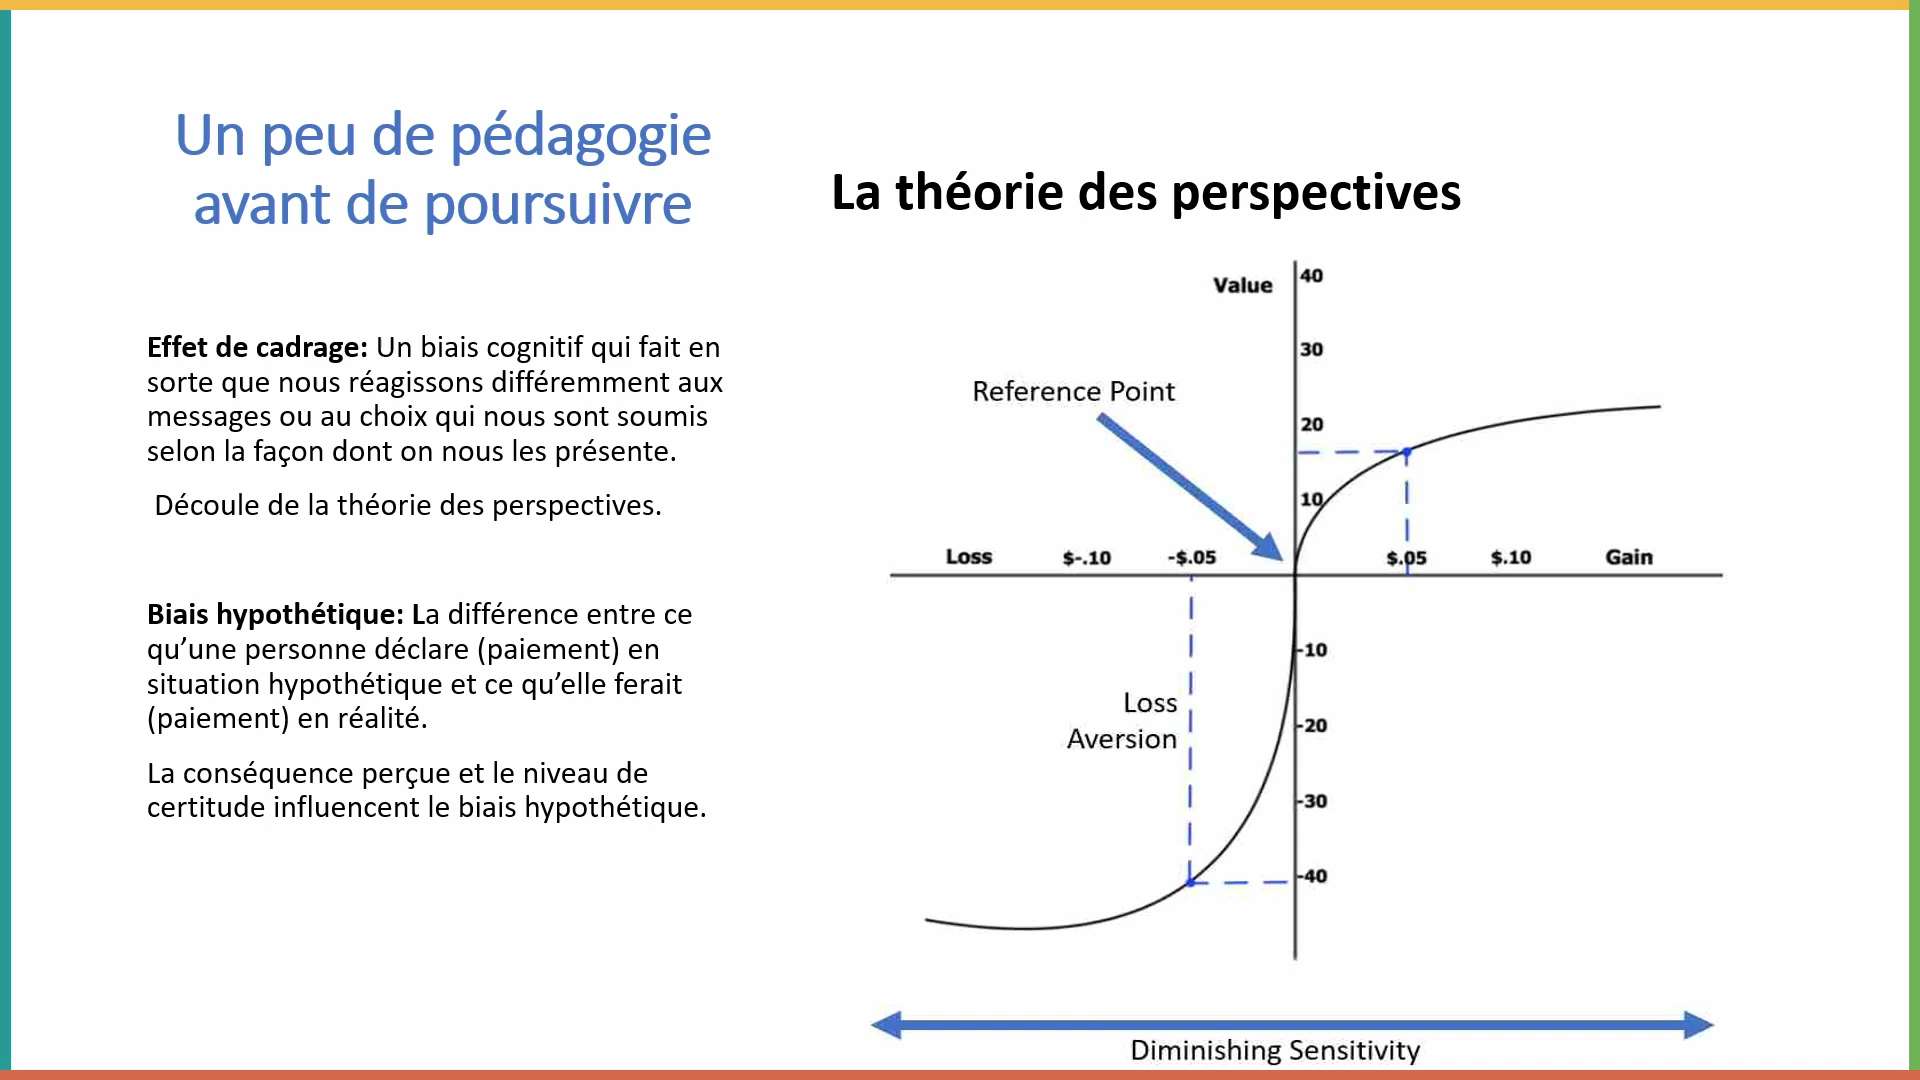 Un peu de pédagogie
avant de poursuivre
Effet de cadrage: Un biais cognitif qui fait en
sorte que nous réagissons différemment aux
messages ou au choix qui nous sont soumis
selon la façon dont on nous les présente.
Découle de la théorie des perspectives.
Biais hypothétique: La différence entre ce
qu’une personne déclare (paiement) en
situation hypothétique et ce qu’elle ferait
(paiement) en réalité.
La conséquence perçue et le niveau de
certitude influencent le biais hypothétique.
La théorie des perspectives
Value
40
30
Reference Point
20
10
Loss $-.10 -$.05 $.05 $.10 Gain
-10
Loss
Aversion
-20
-30
-40
Diminishing Sensitivity